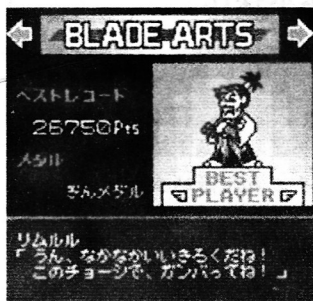 BLADE ARTS
ベストレコード
26750Pts
メダル
ぎんメダル
BEST
PLAYER
リムルル
「うん、なかなかいいきろくだね!
このチョーシで、ガンバってね!」